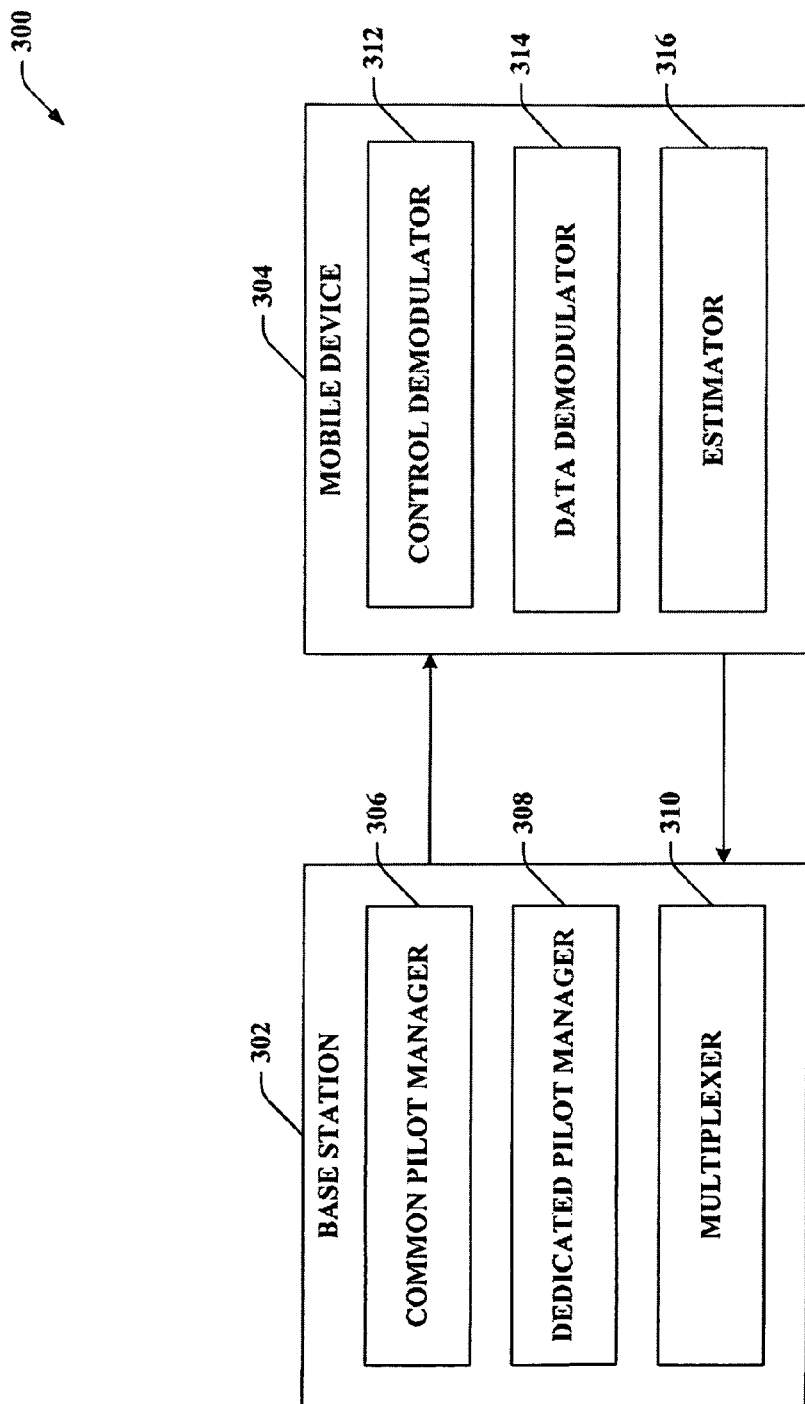 300
302
BASE STATION
306
COMMON PILOT MANAGER
308
DEDICATED PILOT MANAGER
310
MULTIPLEXER
304
MOBILE DEVICE
312
CONTROL DEMODULATOR
314
DATA DEMODULATOR
316
ESTIMATOR